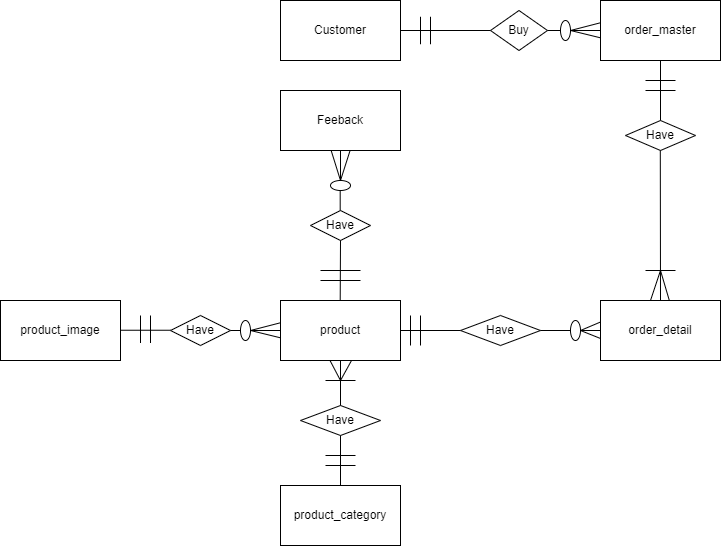 Customer
Buy
order_master
Feeback
Have
Have
product_image
Have
product
Have
order_detail
Have
product_category